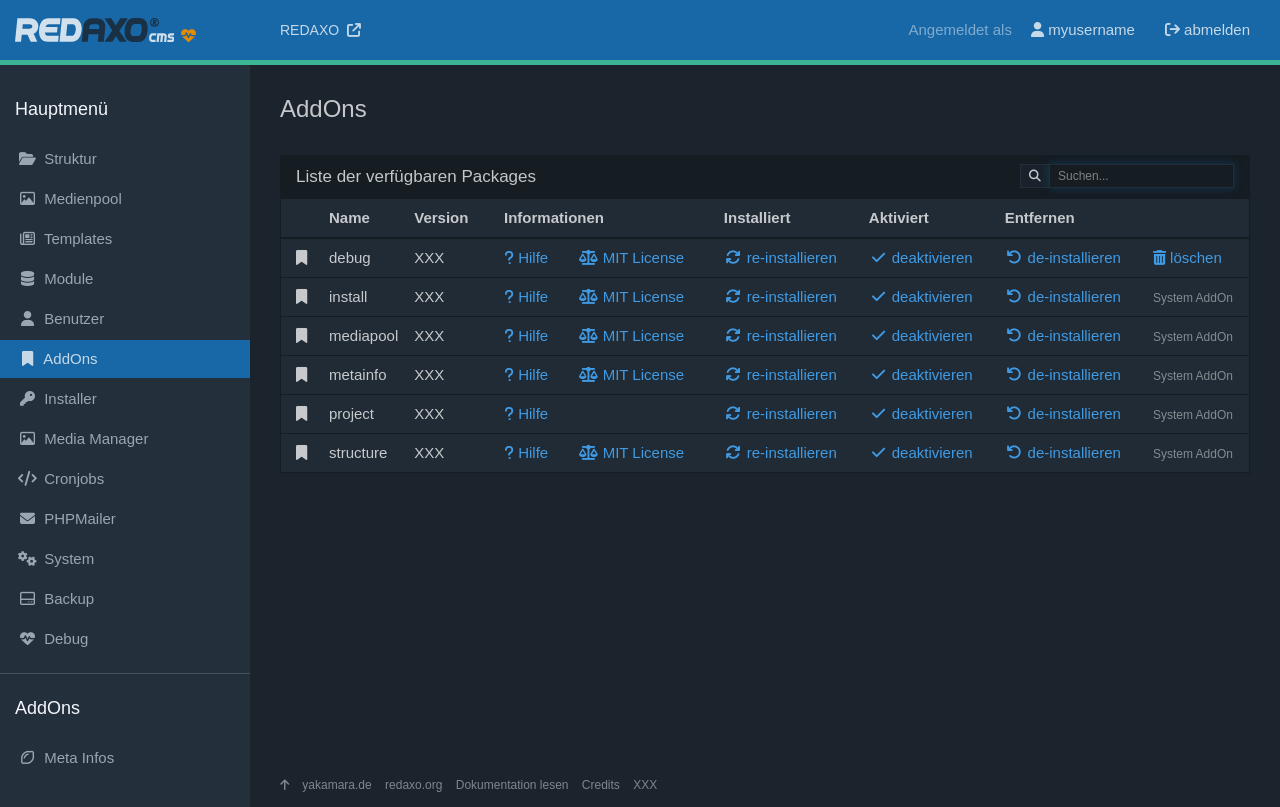 REDAXO® cms
REDAXO
Angemeldet als myusername abmelden
Hauptmenü
Struktur
Medienpool
Templates
Module
Benutzer
AddOns
Installer
Media Manager
Cronjobs
PHPMailer
System
Backup
Debug
AddOns
Meta Infos
AddOns
Liste der verfügbaren Packages
Suchen...
Name Version Informationen Installiert Aktiviert Entfernen
debug XXX Hilfe MIT License re-installieren deaktivieren de-installieren löschen
install XXX Hilfe MIT License re-installieren deaktivieren de-installieren System AddOn
mediapool XXX Hilfe MIT License re-installieren deaktivieren de-installieren System AddOn
metainfo XXX Hilfe MIT License re-installieren deaktivieren de-installieren System AddOn
project XXX Hilfe re-installieren deaktivieren de-installieren System AddOn
structure XXX Hilfe MIT License re-installieren deaktivieren de-installieren System AddOn
yakamara.de redaxo.org Dokumentation lesen Credits XXX